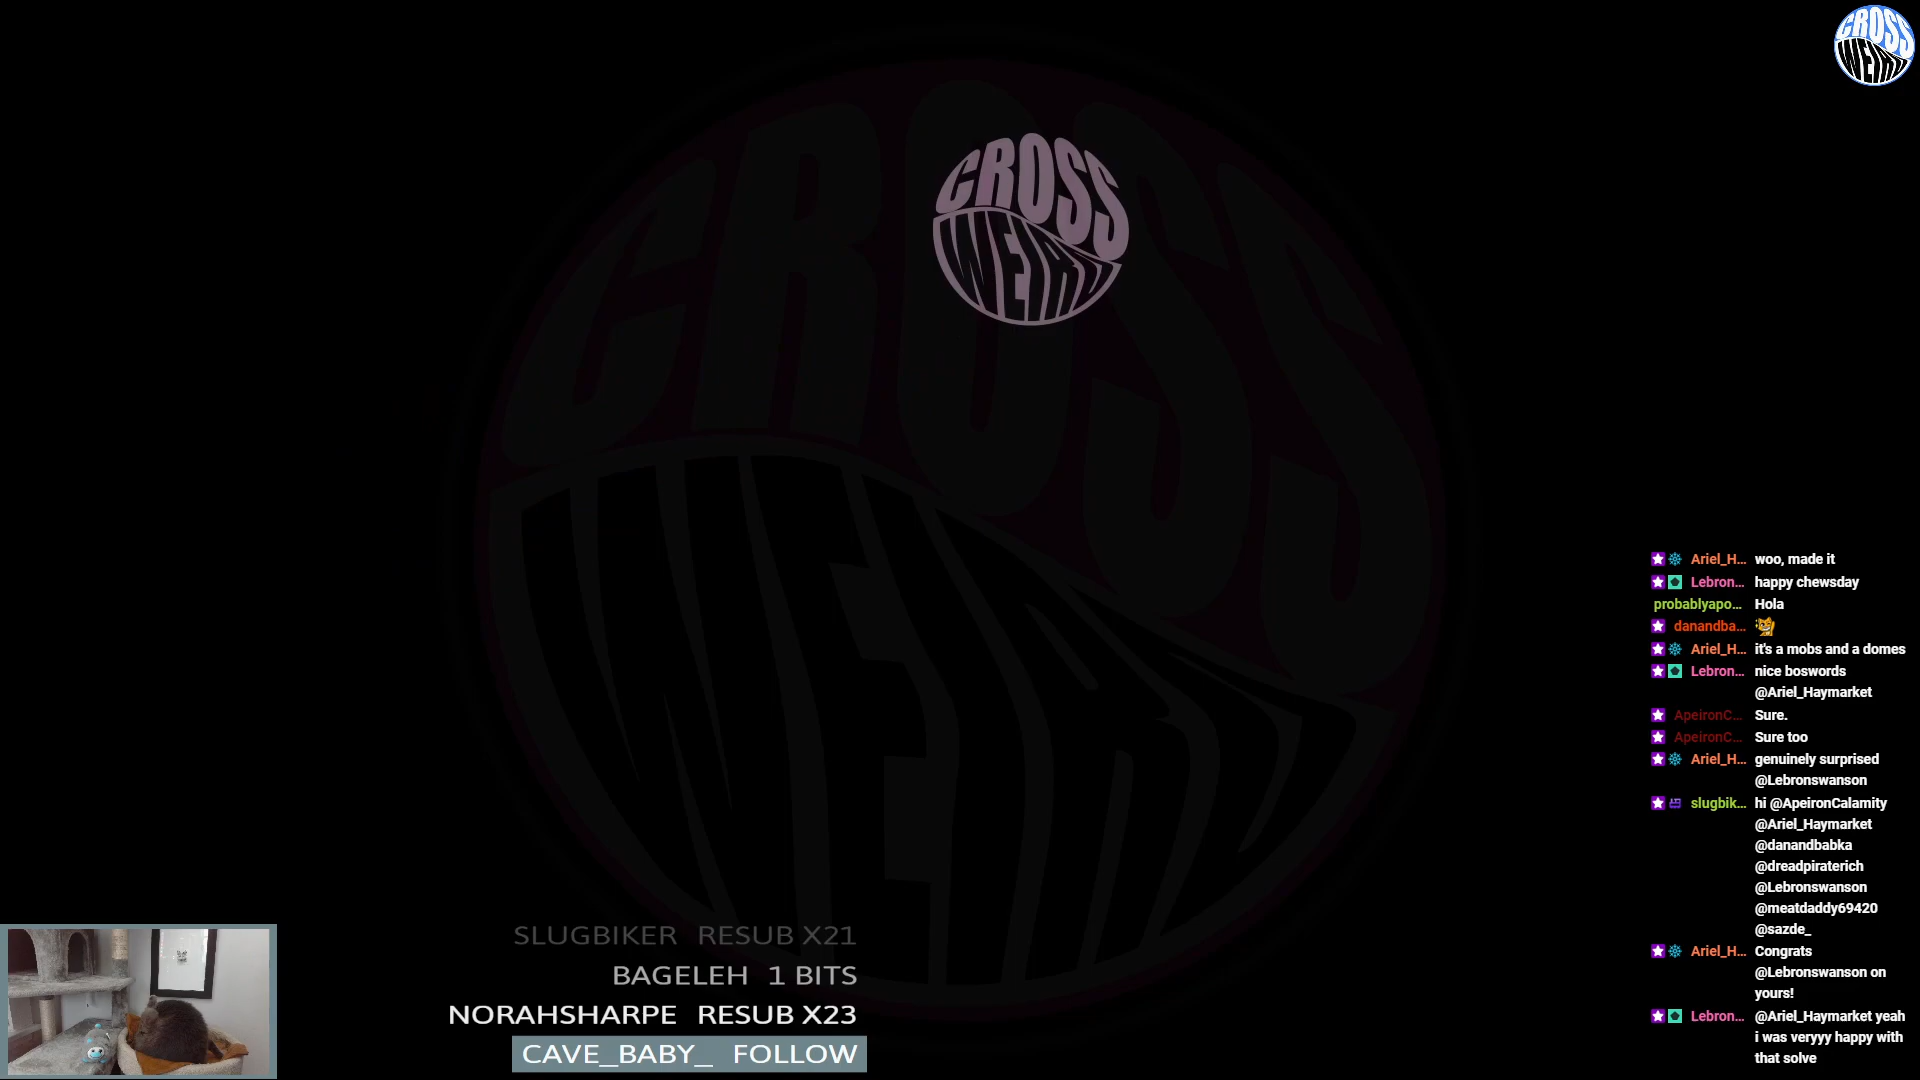 CROSS
WEIRD
CROSS
WEIRD
CROSS
WEIRD
Ariel_H... woo, made it
Lebron... happy chewsday
probablyapo... Hola
danandba...
Ariel_H... it's a mobs and a domes
Lebron... nice boswords
@Ariel_Haymarket
ApeironC... Sure.
ApeironC... Sure too
Ariel_H... genuinely surprised
@Lebronswanson
slugbik... hi @ApeironCalamity
@Ariel_Haymarket
@danandbabka
@dreadpiraterich
@Lebronswanson
@meatdaddy69420
@sazde_
Ariel_H... Congrats
@Lebronswanson on
yours!
Lebron... @Ariel_Haymarket yeah
i was veryyy happy with
that solve
SLUGBIKER RESUB X21
BAGELEH 1 BITS
NORAHSHARPE RESUB X23
CAVE_BABY_ FOLLOW